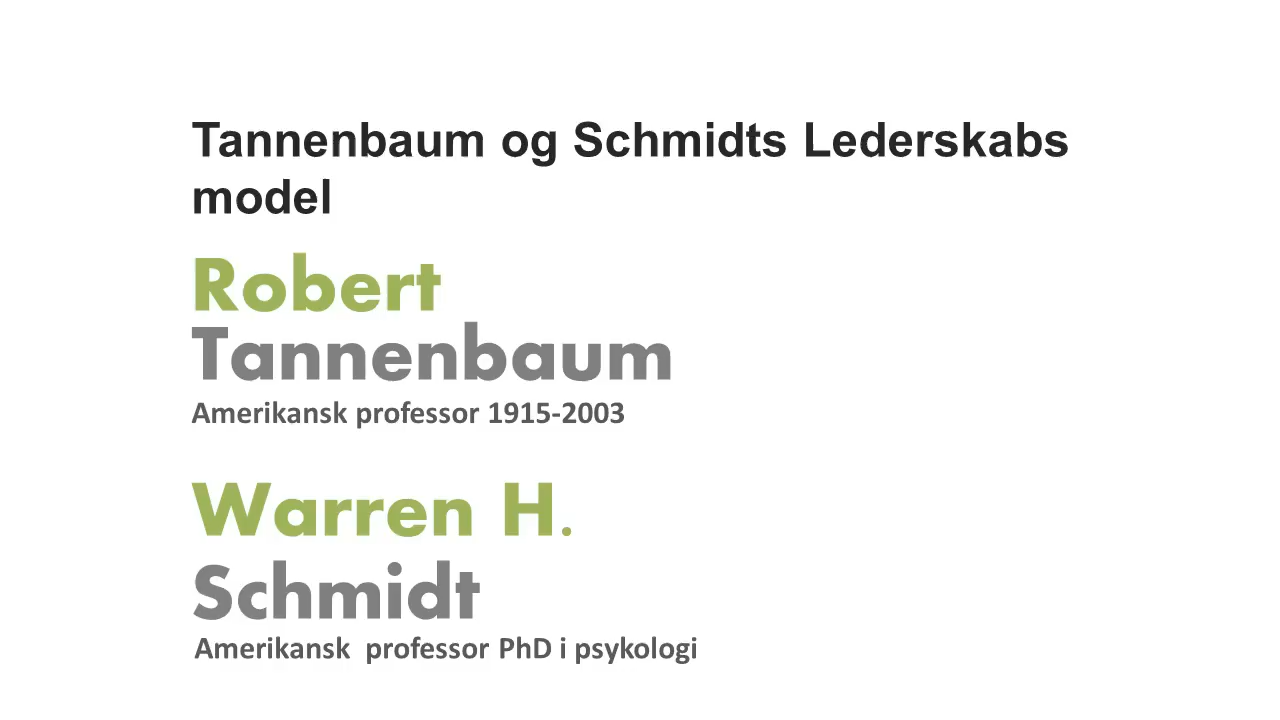 Tannenbaum og Schmidts Lederskabs
model
Robert
Tannenbaum
Amerikansk professor 1915-2003
Warren H.
Schmidt
Amerikansk professor PhD i psykologi